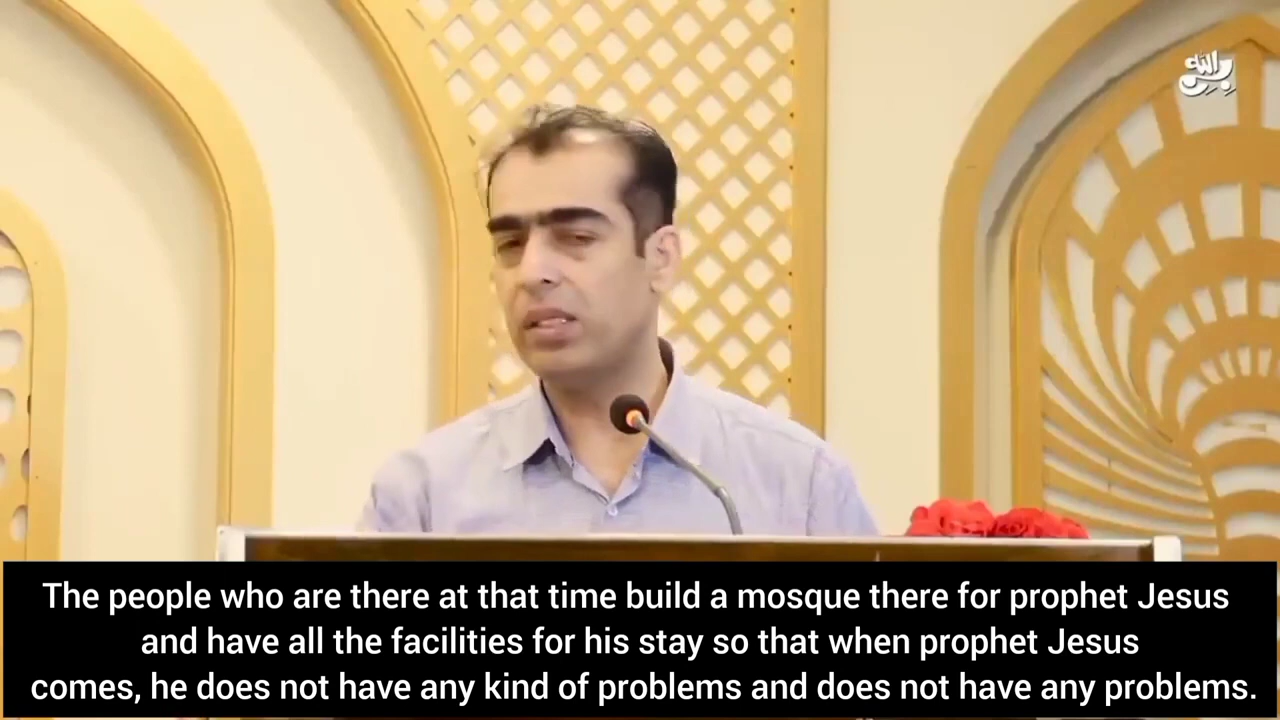 بسم الله
The people who are there at that time build a mosque there for prophet Jesus
and have all the facilities for his stay so that when prophet Jesus
comes, he does not have any kind of problems and does not have any problems.